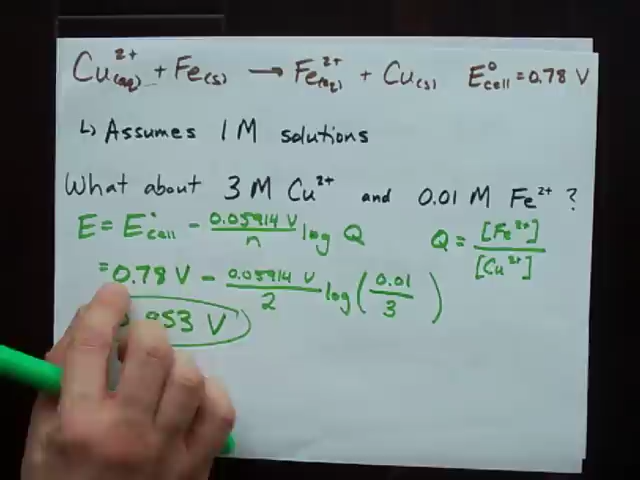 Cu²⁺(aq) + Fe(s) → Fe²⁺(aq) + Cu(s) E°cell = 0.78 V
↳ Assumes 1 M solutions
What about 3 M Cu²⁺ and 0.01 M Fe²⁺ ?
E = E°cell − 0.05914 V / n log Q Q = [Fe²⁺] / [Cu²⁺]
= 0.78 V − 0.05914 V / 2 log ( 0.01 / 3 )
853 V